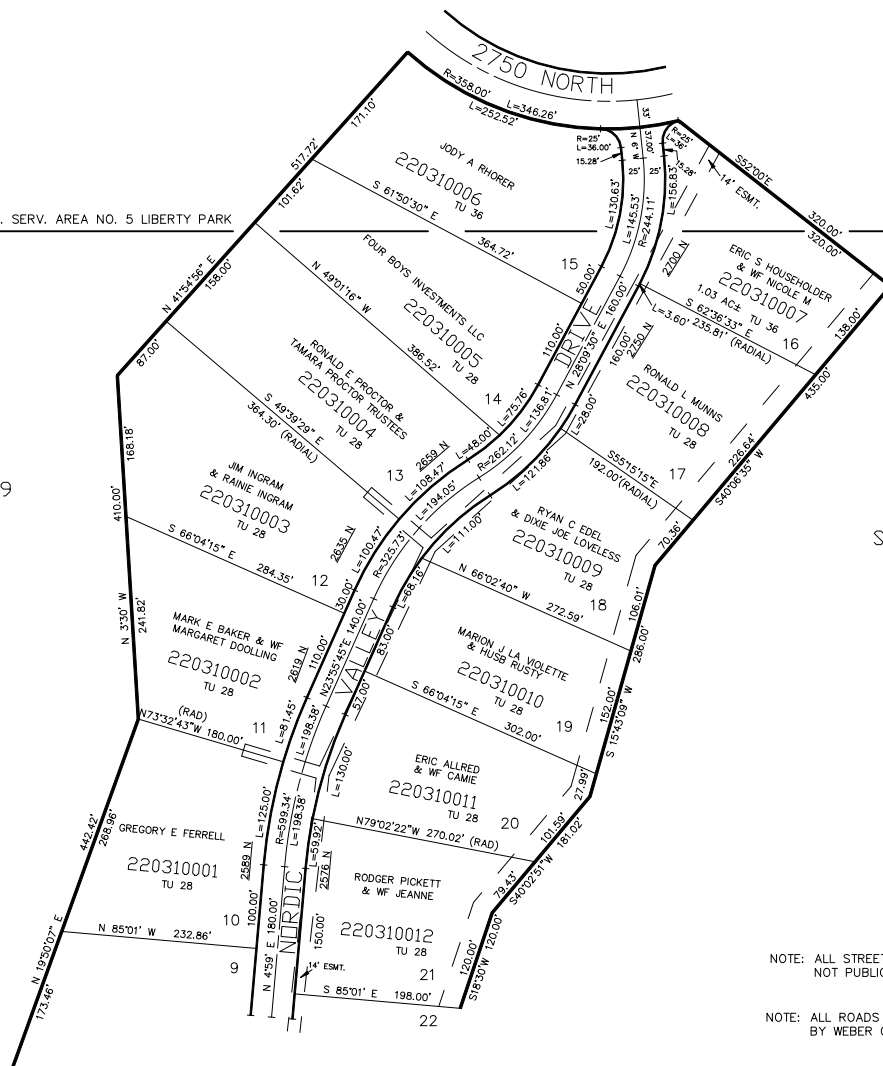 2750 NORTH
R=358.00'
L=346.26'
L=252.52'
33'
37.00'
N 6° W
R=25'
L=36.00'
15.28'
25'
25'
R=25'
L=36'
15.28'
14' ESMT.
S52°00'E
320.00'
320.00'
171.10'
517.72'
101.62'
JODY A RHORER
220310006
TU 36
S 61°50'30" E
364.72'
15
L=130.63'
L=145.53'
R=244.11'
L=156.83'
. SERV. AREA NO. 5 LIBERTY PARK
N 41°54'56" E
158.00'
87.00'
FOUR BOYS INVESTMENTS LLC
220310005
TU 28
N 49°01'16" W
386.52'
14
50.00'
110.00'
DRIVE
N 28°09'30" E
160.00'
160.00'
2700 N
2750 N
L=3.60'
ERIC S HOUSEHOLDER
& WF NICOLE M
220310007
1.03 AC± TU 36
S 62°36'33" E
235.81' (RADIAL)
16
138.00'
435.00'
RONALD E PROCTOR &
TAMARA PROCTOR TRUSTEES
220310004
TU 28
S 49°39'29" E
364.30' (RADIAL)
13
2659 N
L=75.76'
L=48.00'
L=108.47'
L=136.81'
R=262.12'
L=194.05'
L=28.00'
L=121.86'
L=111.00'
RONALD L MUNNS
220310008
TU 28
17
S55°15'15"E
192.00'(RADIAL)
226.64'
S40°06'35" W
70.36'
9
S
168.18'
410.00'
JIM INGRAM
& RAINIE INGRAM
220310003
TU 28
S 66°04'15" E
284.35'
12
2635 N
L=100.47'
R=325.73'
L=68.16'
RYAN C EDEL
& DIXIE JOE LOVELESS
220310009
TU 28
18
N 66°02'40" W
272.59'
106.01'
286.00'
N 3°30' W
241.82'
MARK E BAKER & WF
MARGARET DOOLLING
220310002
TU 28
11
2619 N
30.00'
110.00'
N23°55'45"E 140.00'
VALLEY
83.00'
57.00'
MARION J LA VIOLETTE
& HUSB RUSTY
220310010
TU 28
19
S 66°04'15" E
302.00'
152.00'
S 15°43'09" W
27.99'
(RAD)
N73°32'43"W 180.00'
L=81.45'
L=198.38'
L=130.00'
ERIC ALLRED
& WF CAMIE
220310011
TU 28
20
N79°02'22"W 270.02' (RAD)
101.59'
181.02'
S40°02'51"W
79.43'
442.42'
268.96'
GREGORY E FERRELL
220310001
TU 28
10
2589 N
L=125.00'
R=599.34'
L=198.38'
L=59.92'
2576 N
RODGER PICKETT
& WF JEANNE
220310012
TU 28
21
N 85°01' W 232.86'
9
100.00'
N 4°59' E 180.00'
NORDIC
150.00'
14' ESMT.
S 85°01' E 198.00'
22
120.00'
S18°30'W 120.00'
N 19°50'07" E
173.46'
NOTE: ALL STREET
NOT PUBLIC
NOTE: ALL ROADS
BY WEBER C